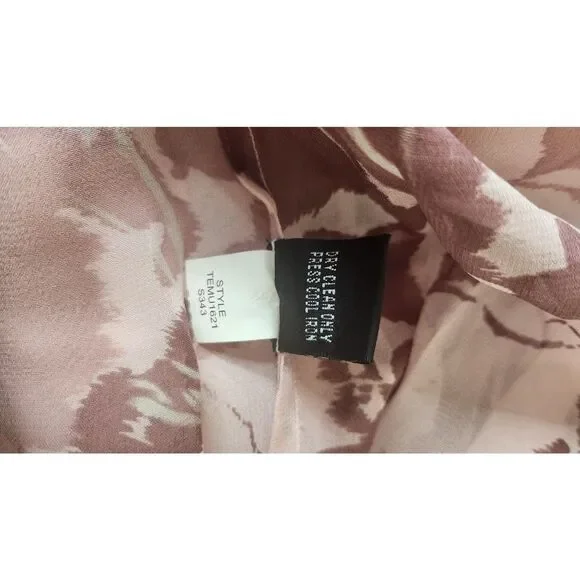 STYLE
TEMU1621
S343
DRY CLEAN ONLY
PRESS COOL IRON